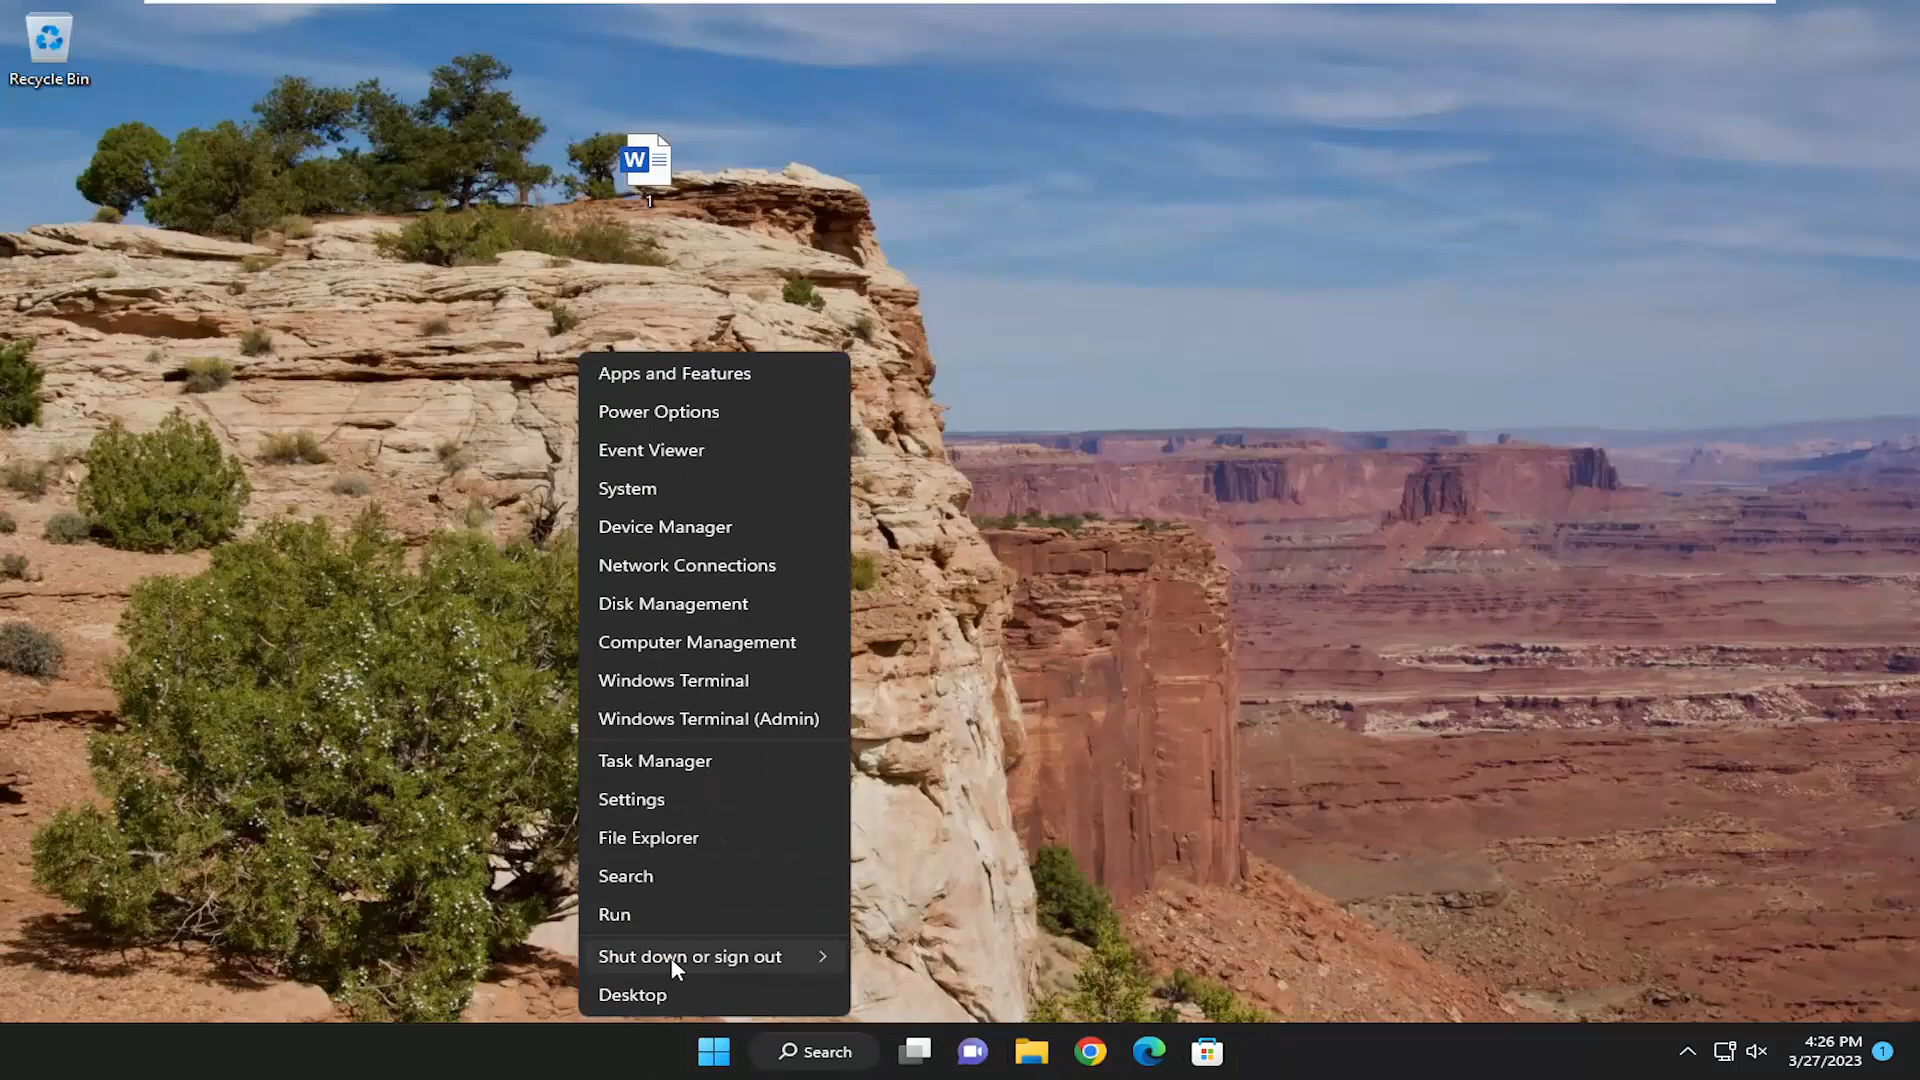 Recycle Bin
W
1
Apps and Features
Power Options
Event Viewer
System
Device Manager
Network Connections
Disk Management
Computer Management
Windows Terminal
Windows Terminal (Admin)
Task Manager
Settings
File Explorer
Search
Run
Shut down or sign out
Desktop
Search
4:26 PM
3/27/2023
1